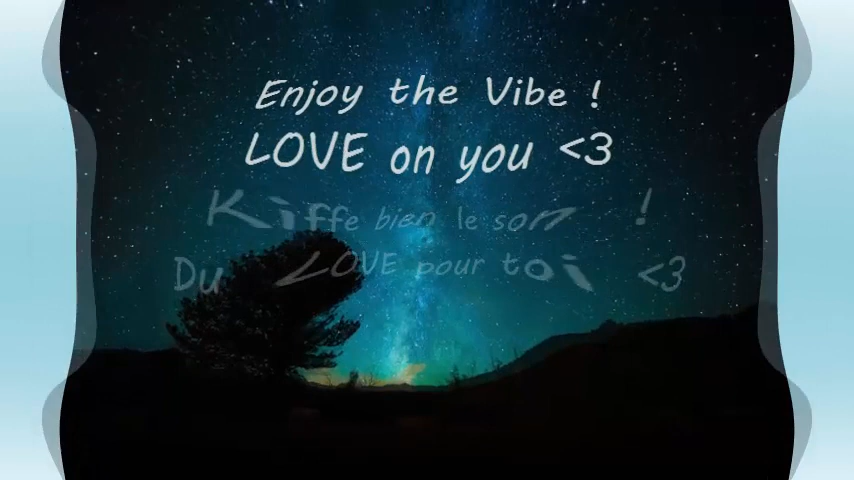 Enjoy the Vibe !
LOVE on you <3
Kiffe bien le son !
Du LOVE pour toi <3